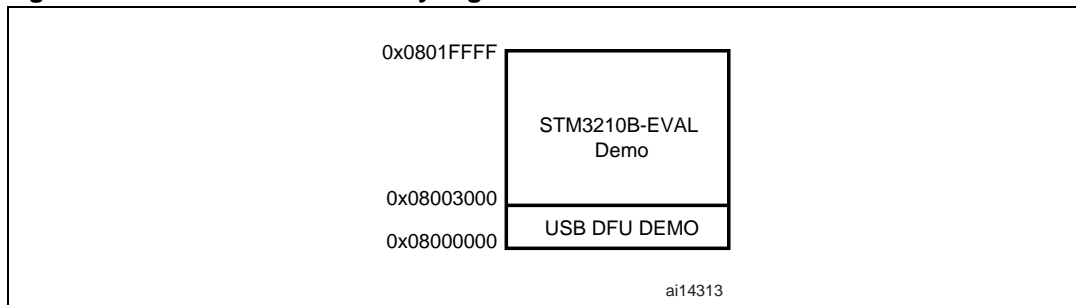 0x0801FFFF
STM3210B-EVAL
Demo
0x08003000
USB DFU DEMO
0x08000000
ai14313